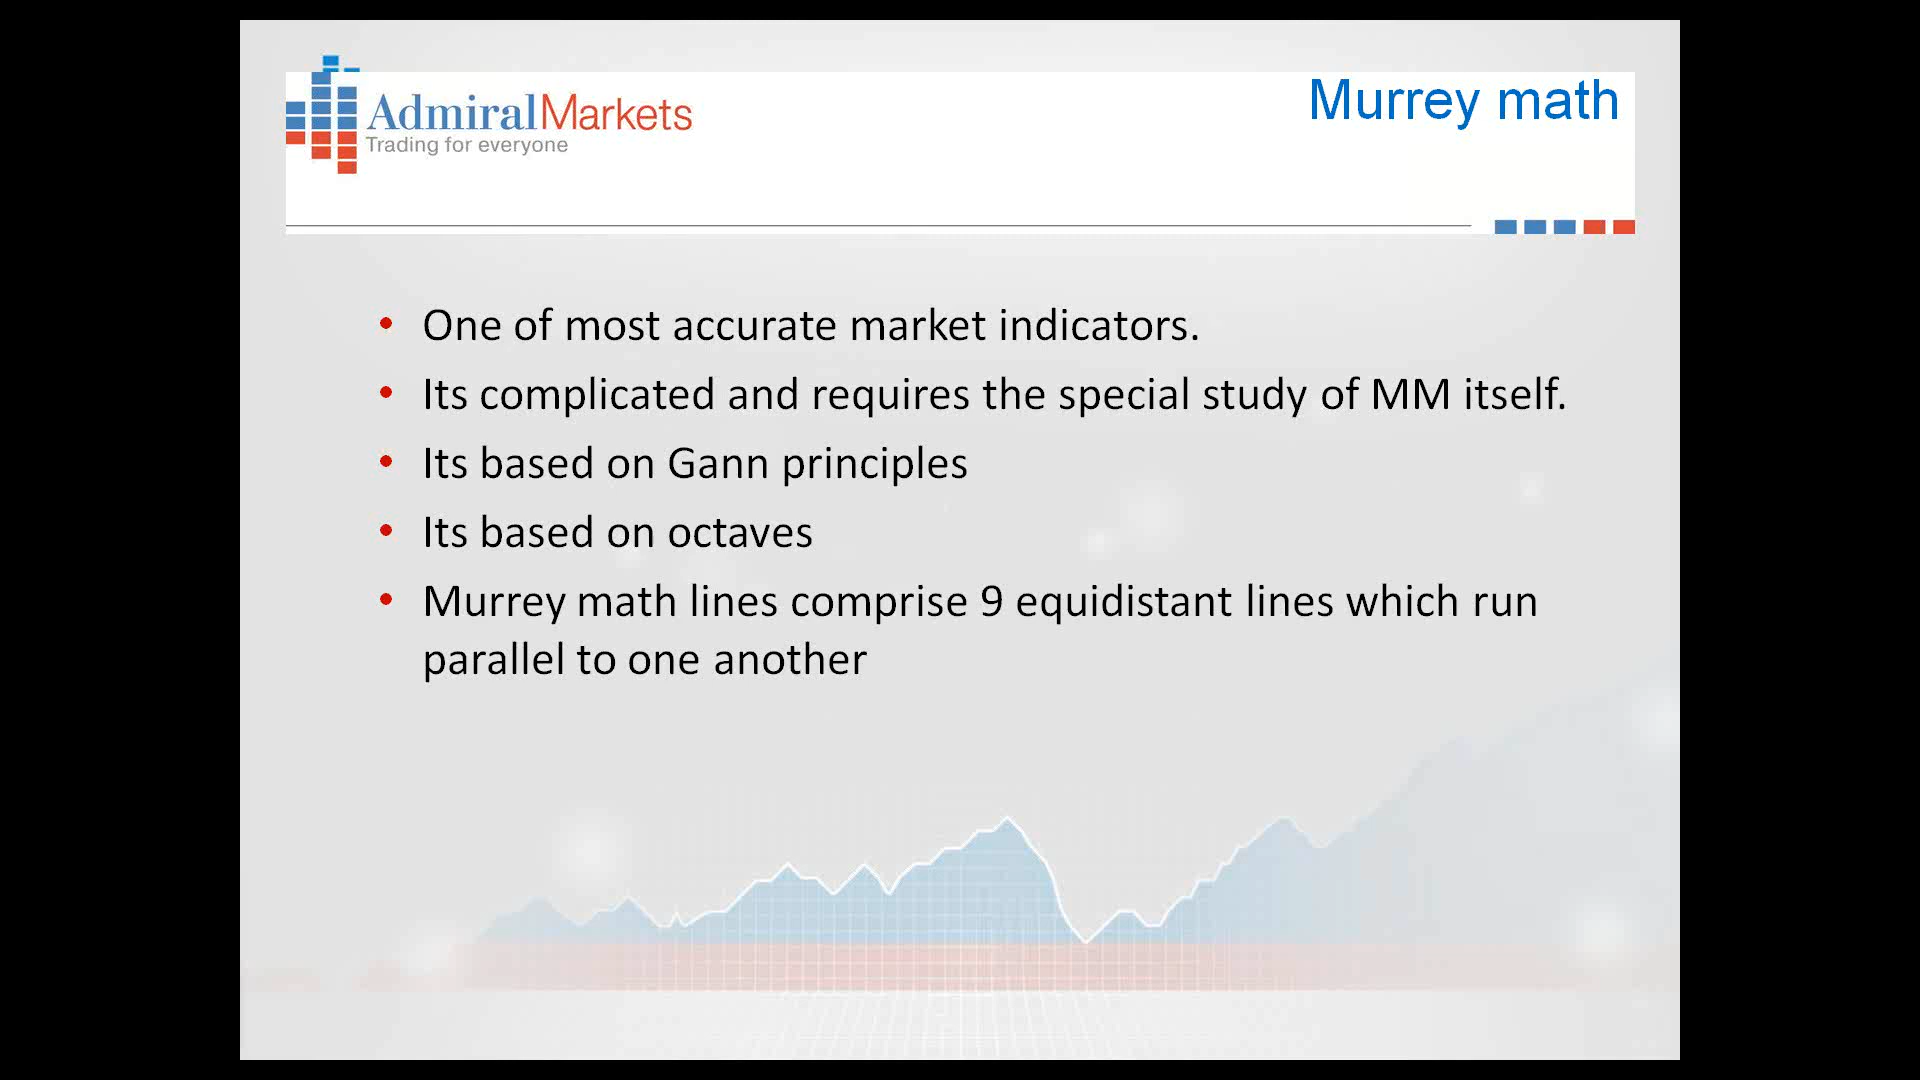 AdmiralMarkets
Trading for everyone
Murrey math
• One of most accurate market indicators.
• Its complicated and requires the special study of MM itself.
• Its based on Gann principles
• Its based on octaves
• Murrey math lines comprise 9 equidistant lines which run
parallel to one another